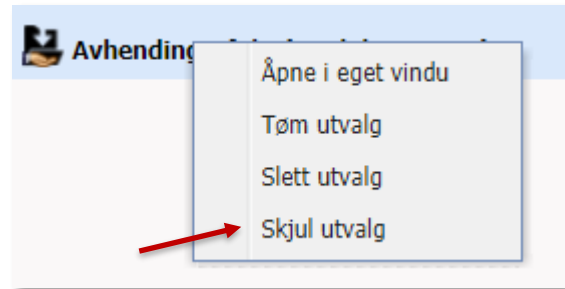 Avhending
Åpne i eget vindu
Tøm utvalg
Slett utvalg
Skjul utvalg